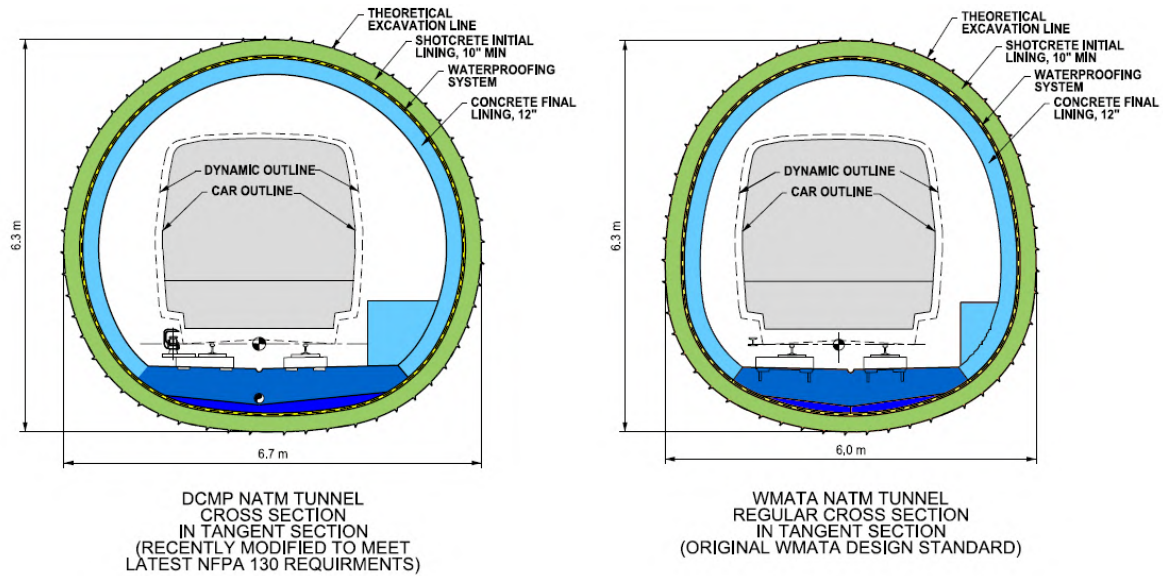 THEORETICAL
EXCAVATION LINE
SHOTCRETE INITIAL
LINING, 10" MIN
WATERPROOFING
SYSTEM
CONCRETE FINAL
LINING, 12"
DYNAMIC OUTLINE
CAR OUTLINE
6.3 m
6.7 m
DCMP NATM TUNNEL
CROSS SECTION
IN TANGENT SECTION
(RECENTLY MODIFIED TO MEET
LATEST NFPA 130 REQUIRMENTS)
THEORETICAL
EXCAVATION LINE
SHOTCRETE INITIAL
LINING, 10" MIN
WATERPROOFING
SYSTEM
CONCRETE FINAL
LINING, 12"
DYNAMIC OUTLINE
CAR OUTLINE
6.3 m
6,0 m
WMATA NATM TUNNEL
REGULAR CROSS SECTION
IN TANGENT SECTION
(ORIGINAL WMATA DESIGN STANDARD)